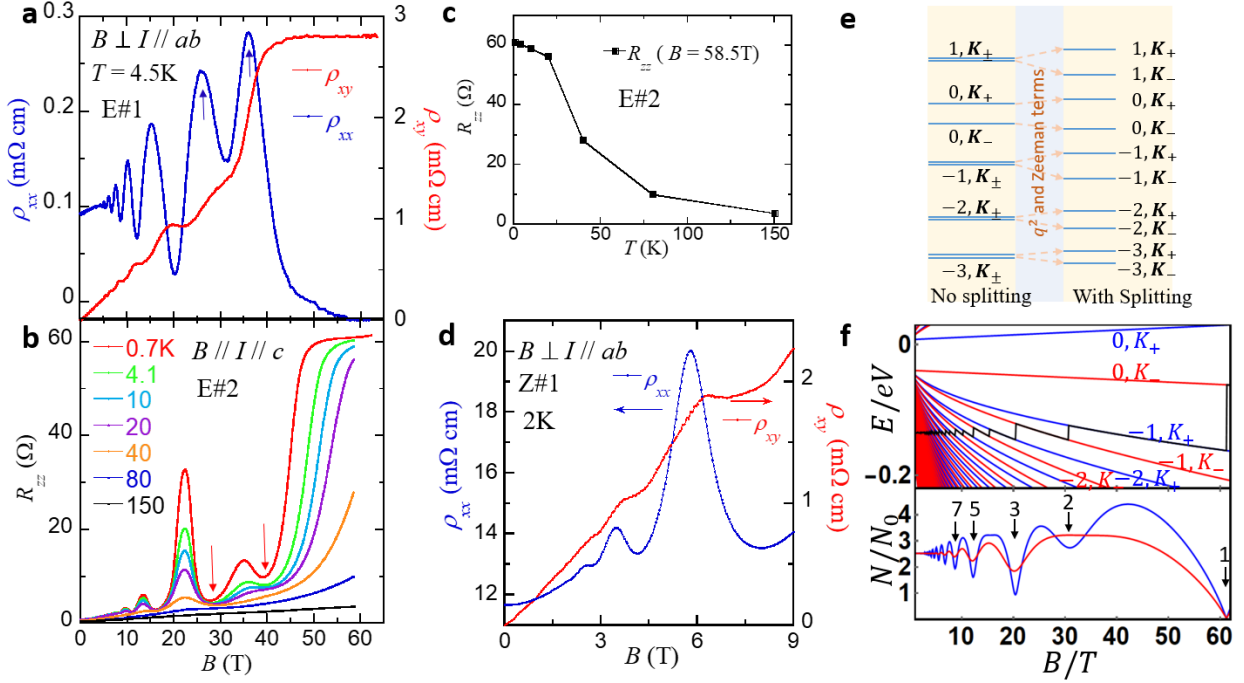 a
B ⊥ I // ab
T = 4.5K
E#1
ρxy
ρxx
ρxx (mΩ cm)
0.3
0.2
0.1
0
ρxy (mΩ cm)
3
2
1
0
b
0.7K
4.1
10
20
40
80
150
B // I // c
E#2
Rzz (Ω)
60
40
20
0
0 10 20 30 40 50 60
B (T)
c
Rzz ( B = 58.5T)
E#2
Rzz (Ω)
80
60
40
20
0
0 50 100 150
T (K)
d
B ⊥ I // ab
Z#1
2K
ρxx
ρxy
ρxx (mΩ cm)
20
18
16
14
12
ρxy (mΩ cm)
2
1
0
0 3 6 9
B (T)
e
1, K±
0, K+
0, K−
−1, K±
−2, K±
−3, K±
No splitting
q² and Zeeman terms
1, K+
1, K−
0, K+
0, K−
−1, K+
−1, K−
−2, K+
−2, K−
−3, K+
−3, K−
With Splitting
f
E/eV
0
−0.2
0, K+
0, K−
−1, K+
−1, K−
−2, K−
−2, K+
N/N0
4
3
2
1
7 5 3 2 1
10 20 30 40 50 60
B/T